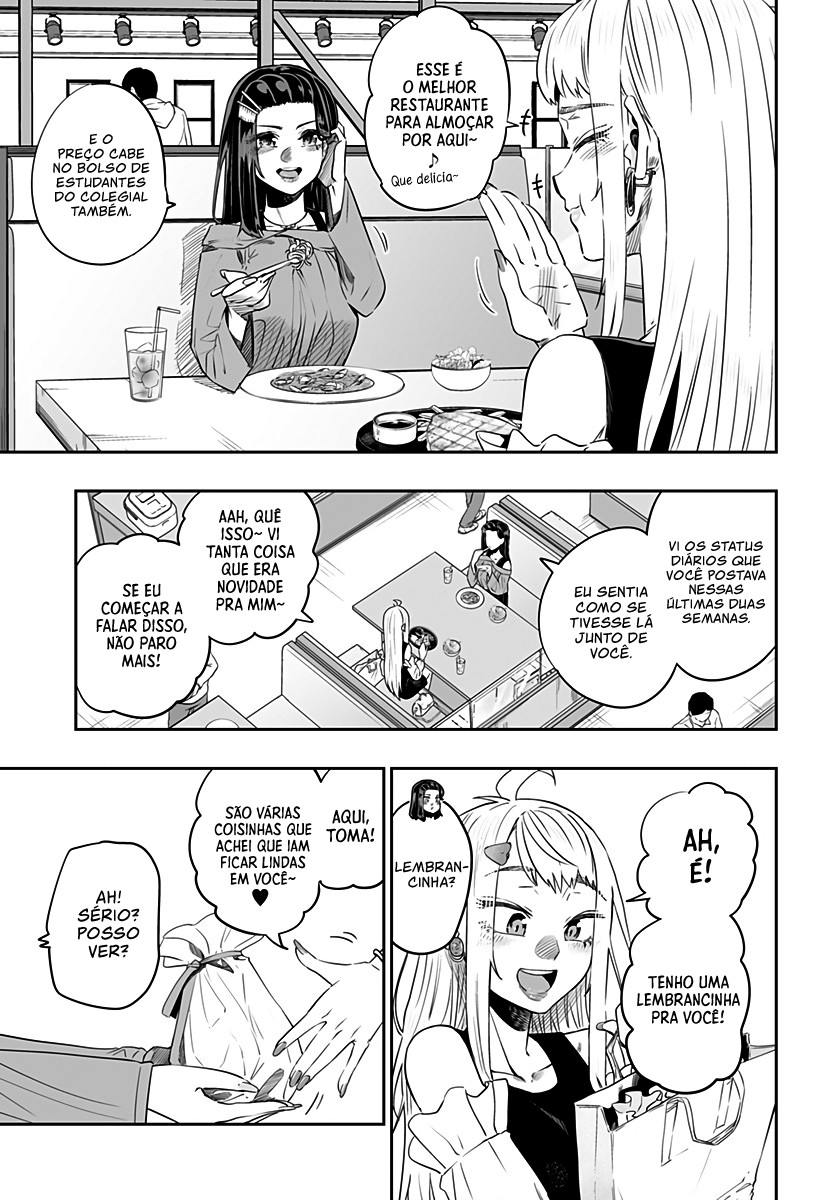 ESSE É
O MELHOR
RESTAURANTE
PARA ALMOÇAR
POR AQUI~
♪
Que delicia~
E O
PREÇO CABE
NO BOLSO DE
ESTUDANTES
DO COLEGIAL
TAMBÉM.
VI OS STATUS
DIÁRIOS QUE
VOCÊ POSTAVA
NESSAS
ÚLTIMAS DUAS
SEMANAS.
EU SENTIA
COMO SE
TIVESSE LÁ
JUNTO DE
VOCÊ.
AAH, QUÊ
ISSO~ VI
TANTA COISA
QUE ERA
NOVIDADE
PRA MIM~
SE EU
COMEÇAR A
FALAR DISSO,
NÃO PARO
MAIS!
AH,
É!
TENHO UMA
LEMBRANCINHA
PRA VOCÊ!
LEMBRAN-
CINHA?
AQUI,
TOMA!
SÃO VÁRIAS
COISINHAS QUE
ACHEI QUE IAM
FICAR LINDAS
EM VOCÊ~
♥
AH!
SÉRIO?
POSSO
VER?